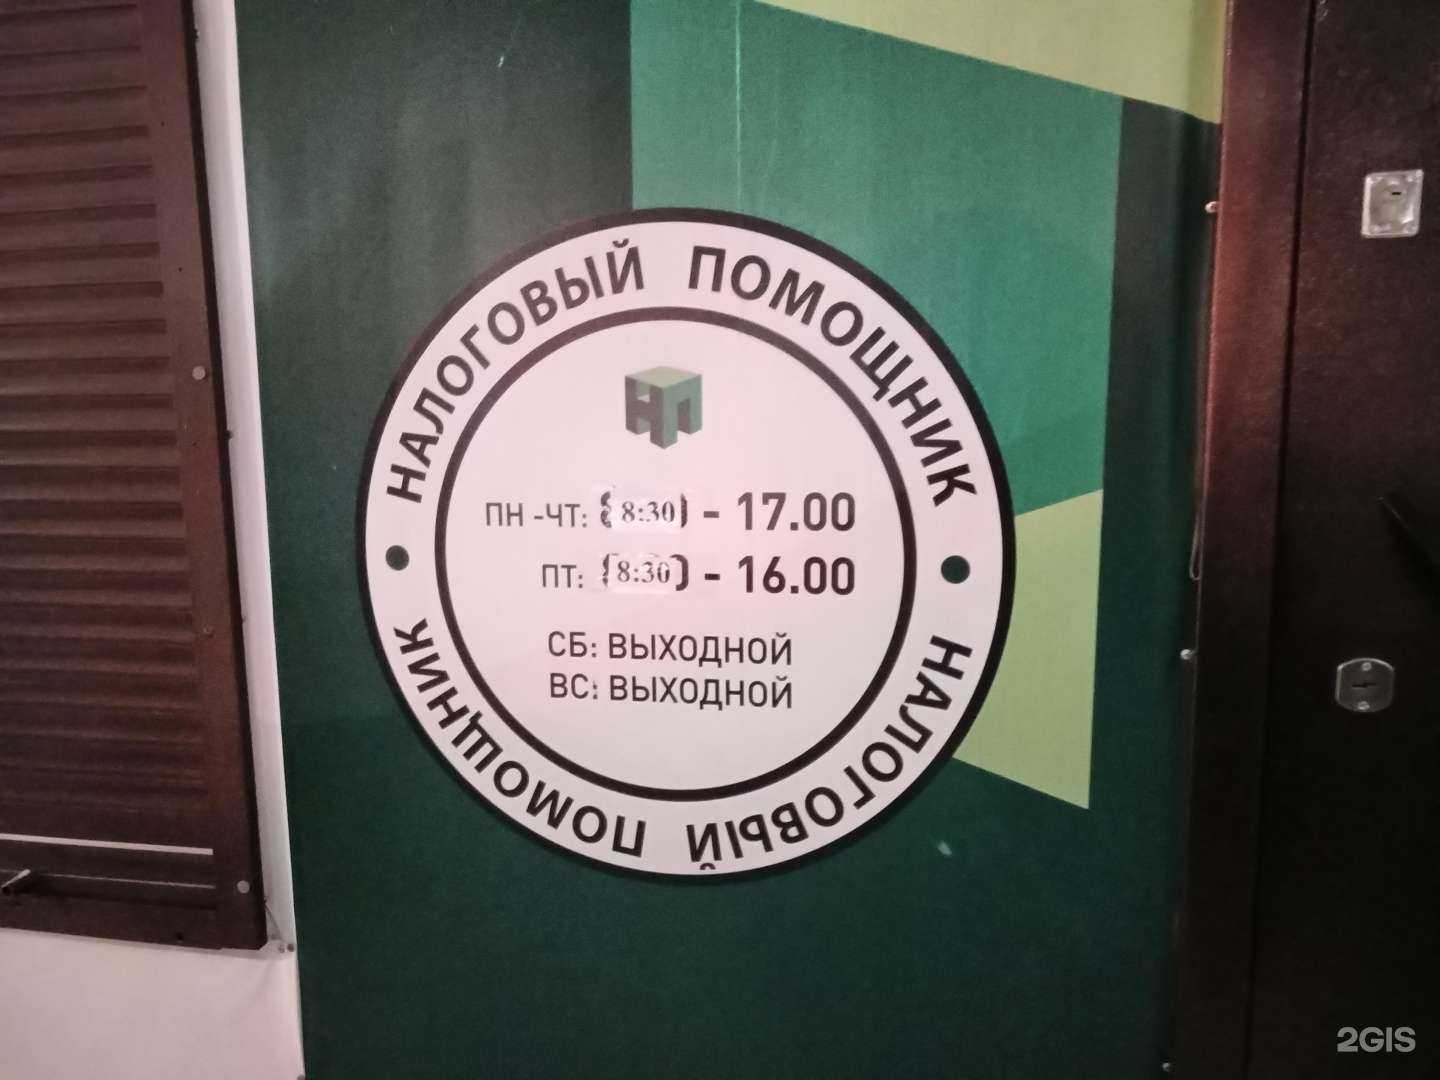 НАЛОГОВЫЙ ПОМОЩНИК
НП
ПН -ЧТ: 8:30 - 17.00
ПТ: 8:30 - 16.00
СБ: ВЫХОДНОЙ
ВС: ВЫХОДНОЙ
НАЛОГОВЫЙ ПОМОЩНИК
2GIS